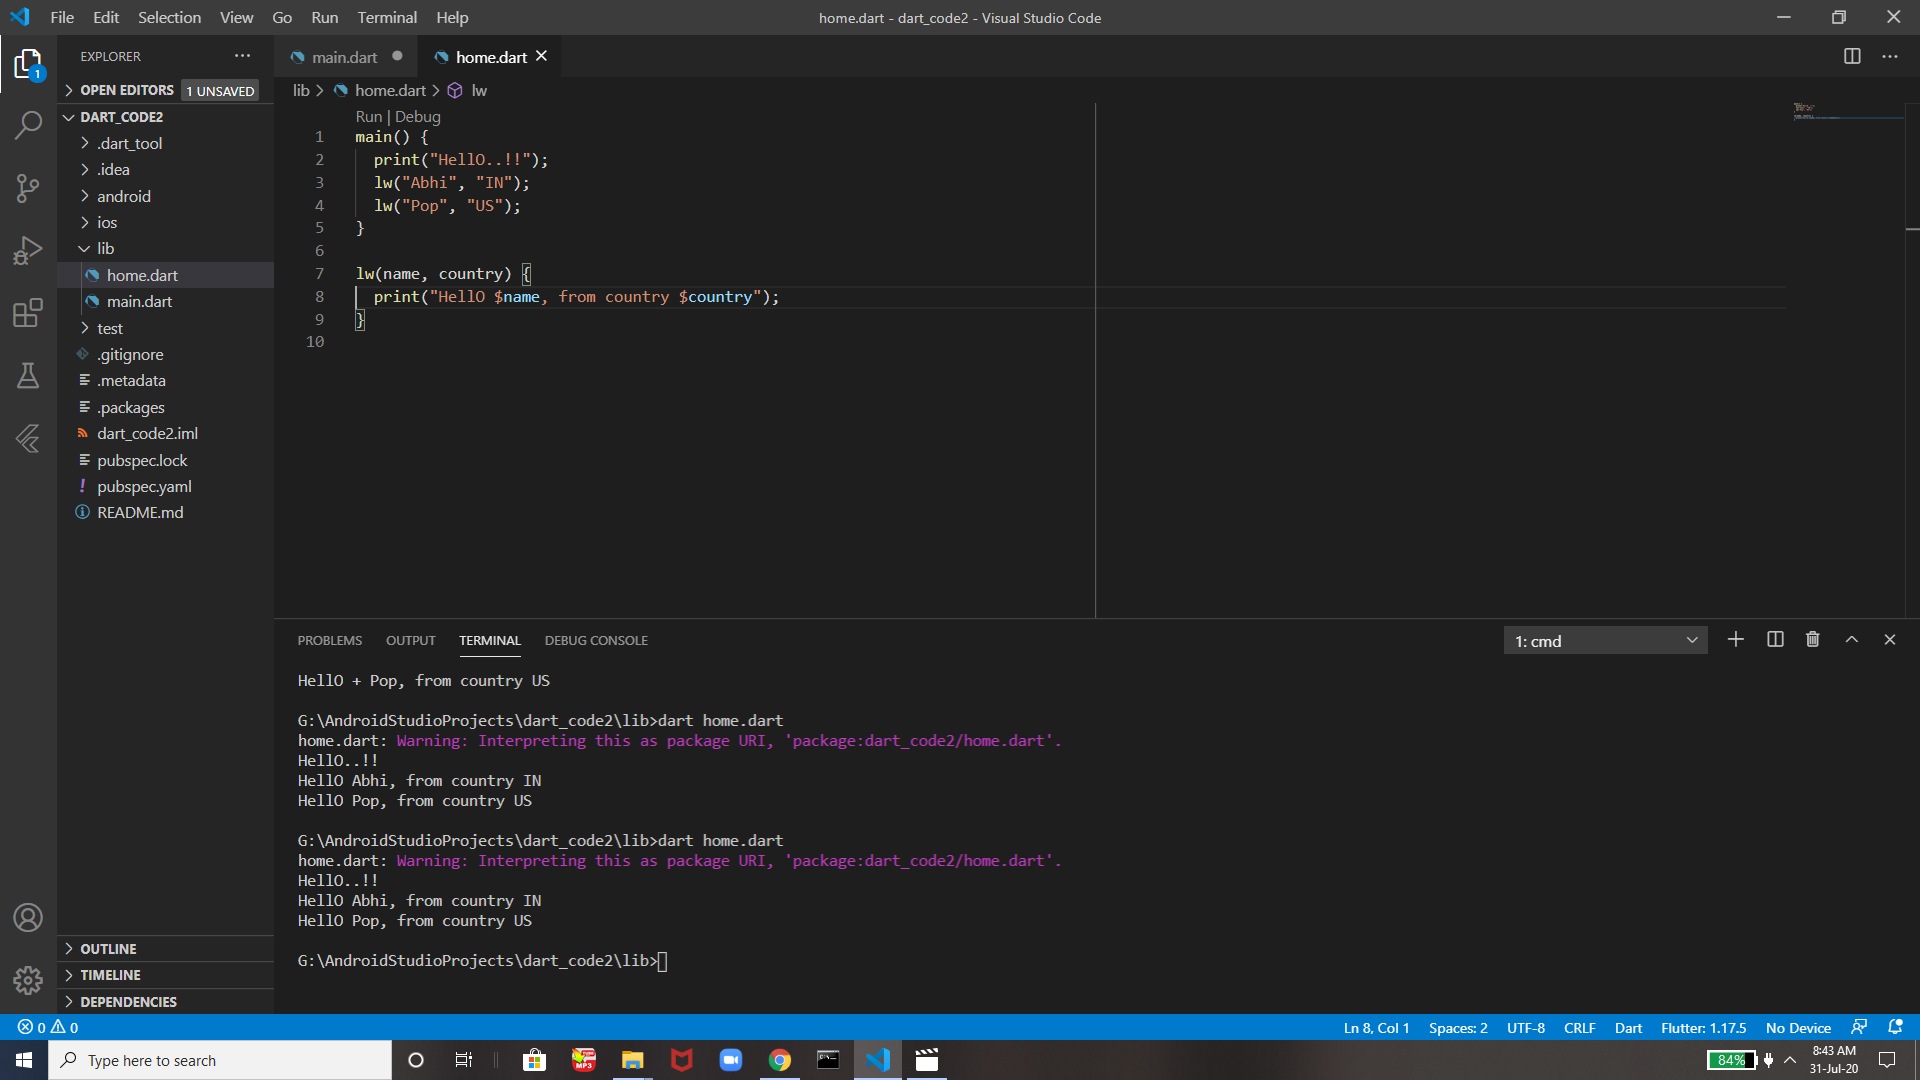 File Edit Selection View Go Run Terminal Help
home.dart - dart_code2 - Visual Studio Code
EXPLORER
1
OPEN EDITORS 1 UNSAVED
DART_CODE2
.dart_tool
.idea
android
ios
lib
home.dart
main.dart
test
.gitignore
.metadata
.packages
dart_code2.iml
pubspec.lock
pubspec.yaml
README.md
OUTLINE
TIMELINE
DEPENDENCIES
main.dart home.dart
lib > home.dart > lw
Run | Debug
1 main() {
2 print("HellO..!!");
3 lw("Abhi", "IN");
4 lw("Pop", "US");
5 }
6
7 lw(name, country) {
8 print("HellO $name, from country $country");
9 }
10
PROBLEMS OUTPUT TERMINAL DEBUG CONSOLE
1: cmd
HellO + Pop, from country US
G:\AndroidStudioProjects\dart_code2\lib>dart home.dart
home.dart: Warning: Interpreting this as package URI, 'package:dart_code2/home.dart'.
HellO..!!
HellO Abhi, from country IN
HellO Pop, from country US
G:\AndroidStudioProjects\dart_code2\lib>dart home.dart
home.dart: Warning: Interpreting this as package URI, 'package:dart_code2/home.dart'.
HellO..!!
HellO Abhi, from country IN
HellO Pop, from country US
G:\AndroidStudioProjects\dart_code2\lib>
0 0
Ln 8, Col 1 Spaces: 2 UTF-8 CRLF Dart Flutter: 1.17.5 No Device
Type here to search
MP3
84%
8:43 AM
31-Jul-20